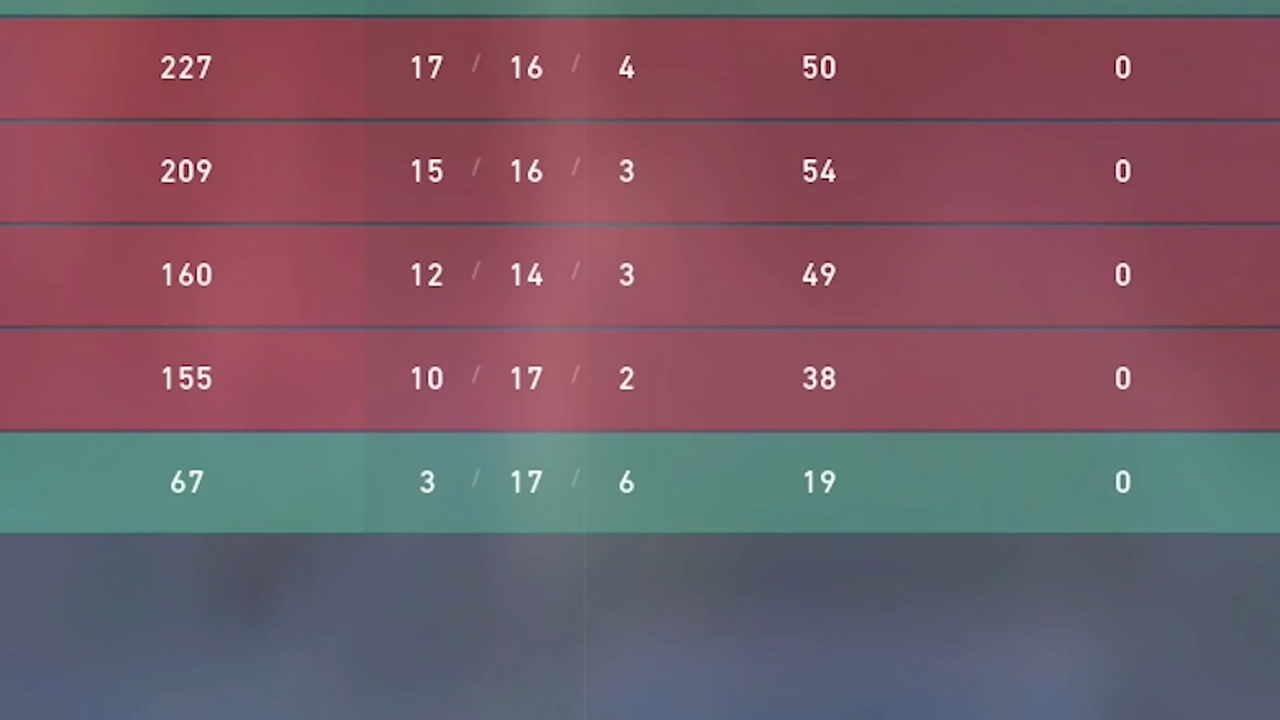 227 17 / 16 / 4 50 0
209 15 / 16 / 3 54 0
160 12 / 14 / 3 49 0
155 10 / 17 / 2 38 0
67 3 / 17 / 6 19 0